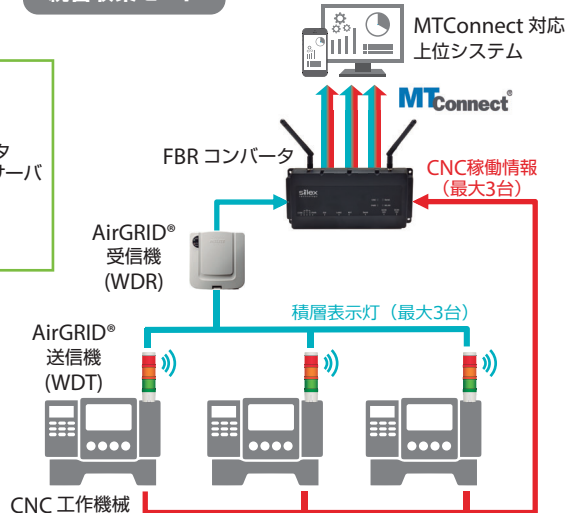 MTConnect 対応
上位システム
MTConnect®
FBR コンバータ
silex
CNC稼働情報
（最大3台）
AirGRID®
受信機
(WDR)
積層表示灯（最大3台）
AirGRID®
送信機
(WDT)
CNC 工作機械